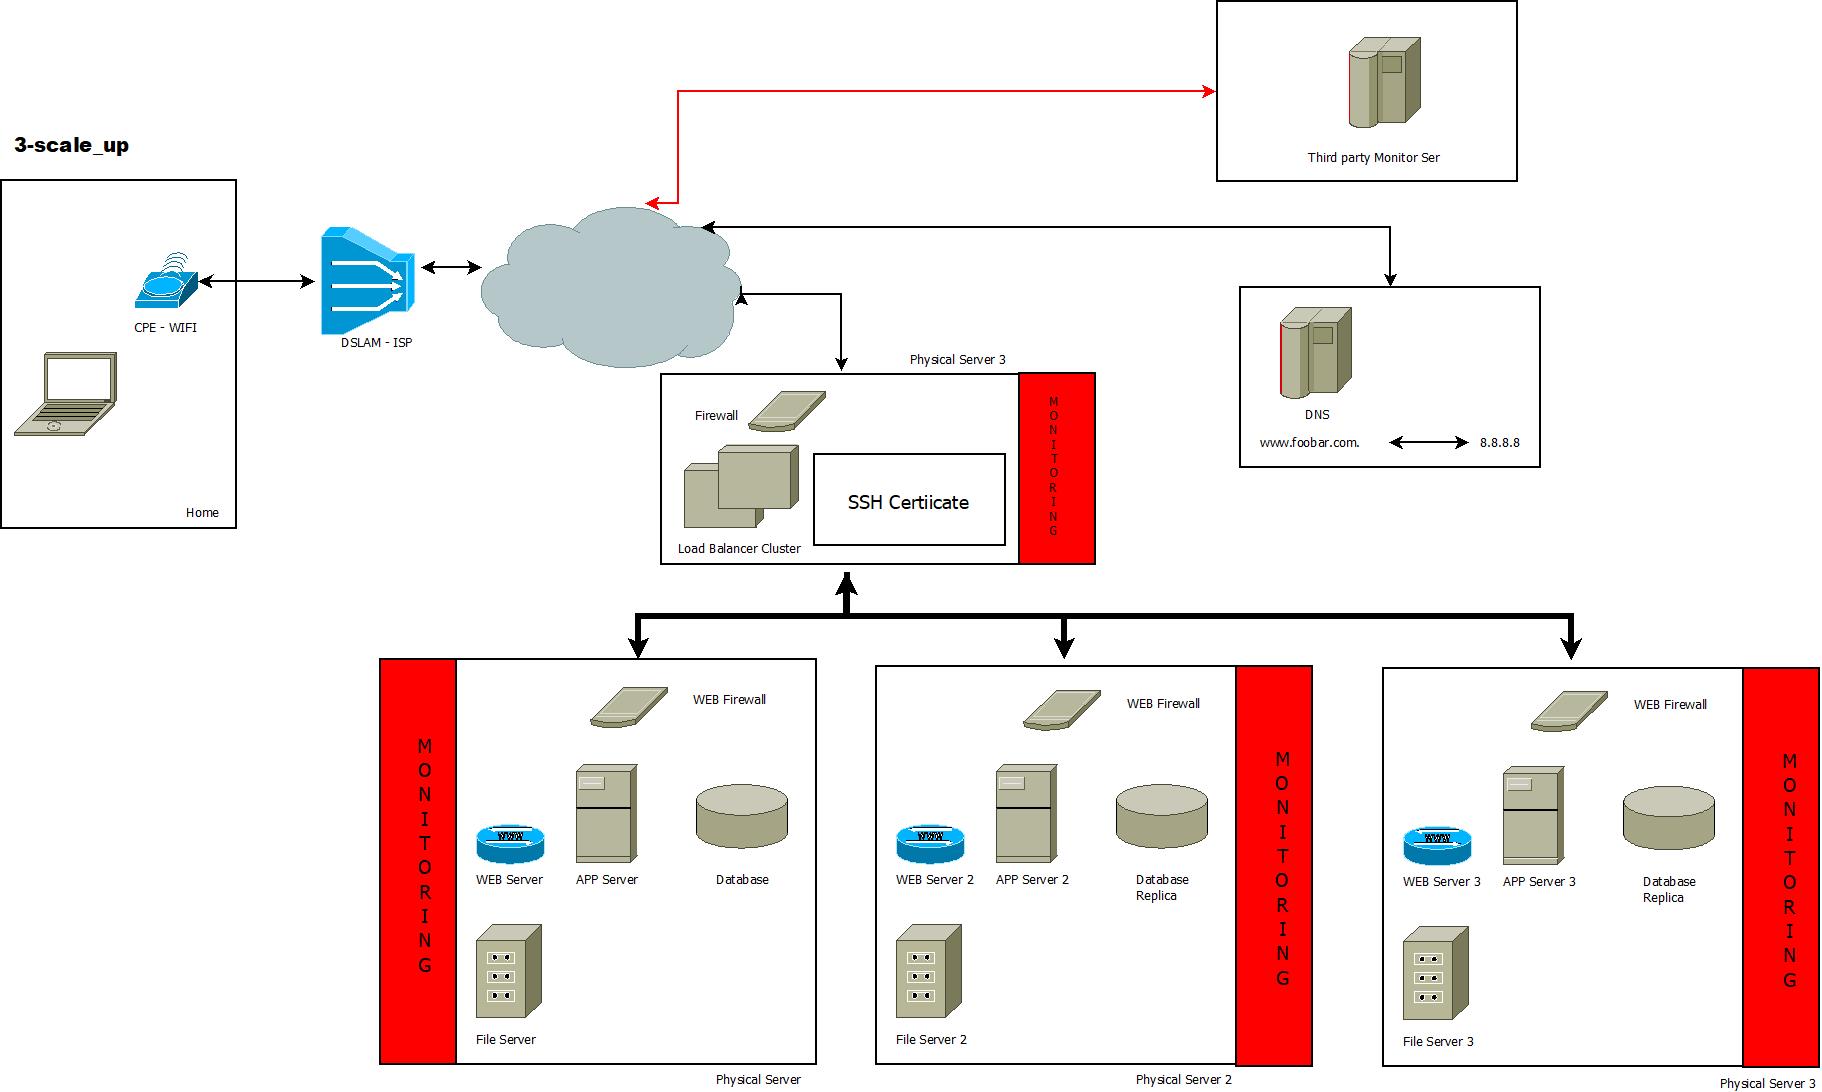 3-scale_up
Third party Monitor Ser
CPE - WIFI
DSLAM - ISP
Home
Physical Server 3
Firewall
Load Balancer Cluster
SSH Certiicate
MONITORING
DNS
www.foobar.com.
8.8.8.8
MONITORING
WEB Firewall
WEB Server
APP Server
Database
File Server
Physical Server
WEB Firewall
WEB Server 2
APP Server 2
Database
Replica
File Server 2
MONITORING
Physical Server 2
WEB Firewall
WEB Server 3
APP Server 3
Database
Replica
File Server 3
MONITORING
Physical Server 3
WWW
WWW
WWW